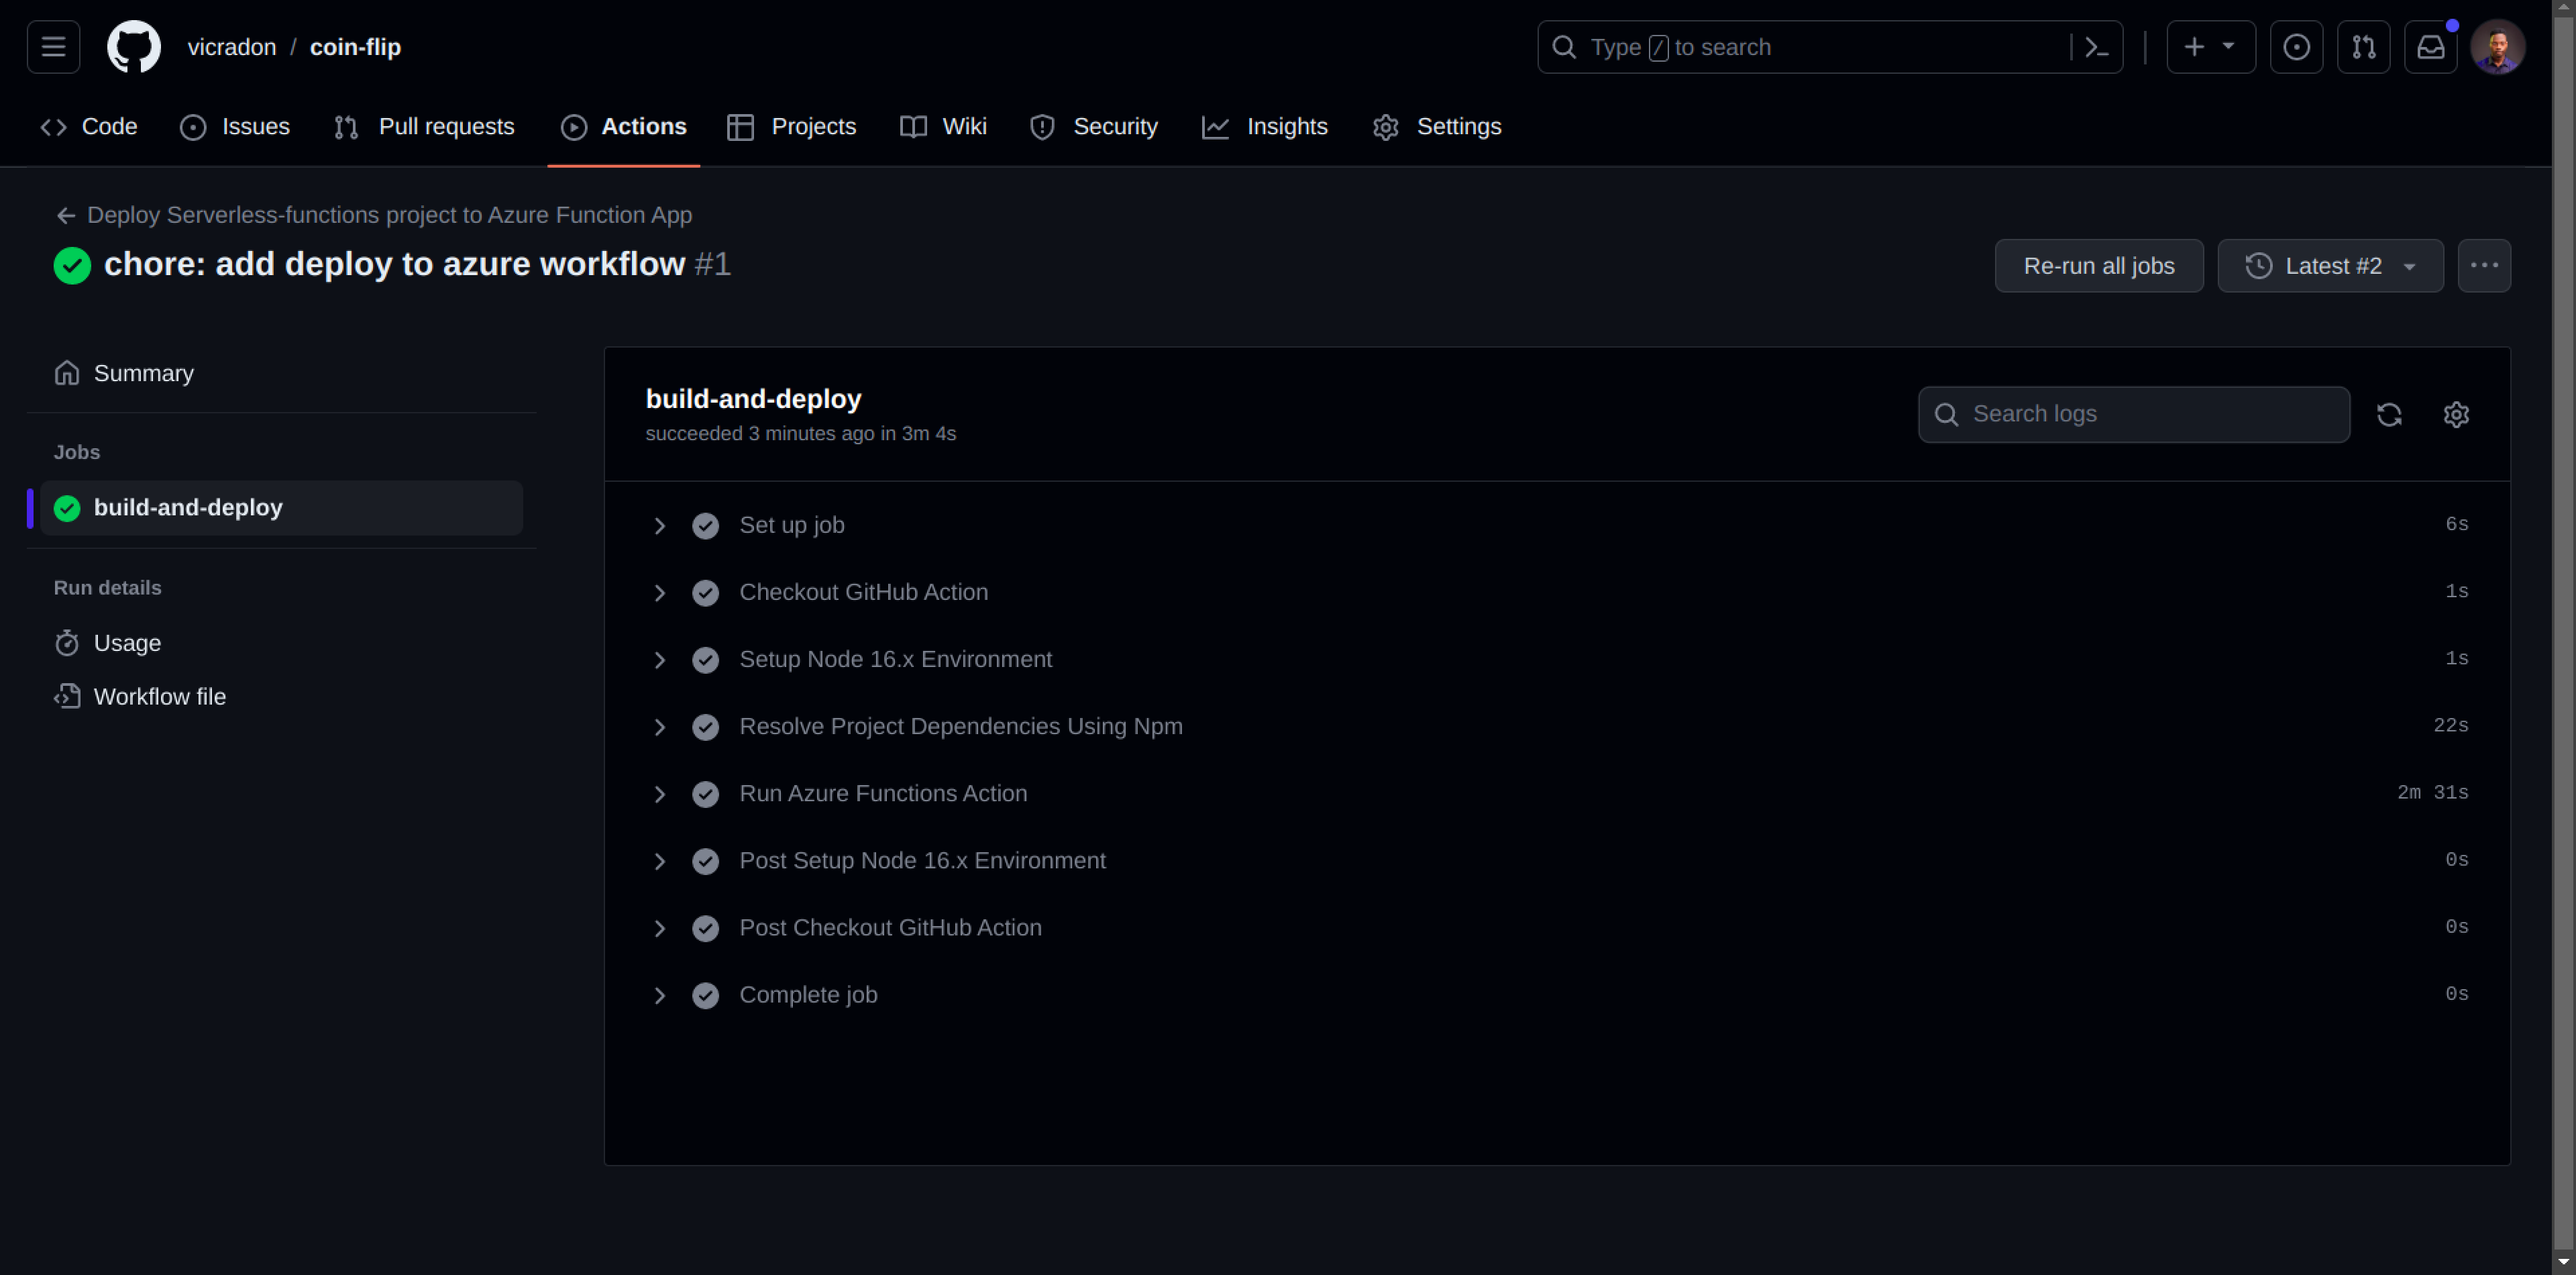 vicradon / coin-flip
Type / to search
Code Issues Pull requests Actions Projects Wiki Security Insights Settings
Deploy Serverless-functions project to Azure Function App
chore: add deploy to azure workflow #1
Re-run all jobs
Latest #2
Summary
Jobs
build-and-deploy
Run details
Usage
Workflow file
build-and-deploy
succeeded 3 minutes ago in 3m 4s
Search logs
Set up job 6s
Checkout GitHub Action 1s
Setup Node 16.x Environment 1s
Resolve Project Dependencies Using Npm 22s
Run Azure Functions Action 2m 31s
Post Setup Node 16.x Environment 0s
Post Checkout GitHub Action 0s
Complete job 0s